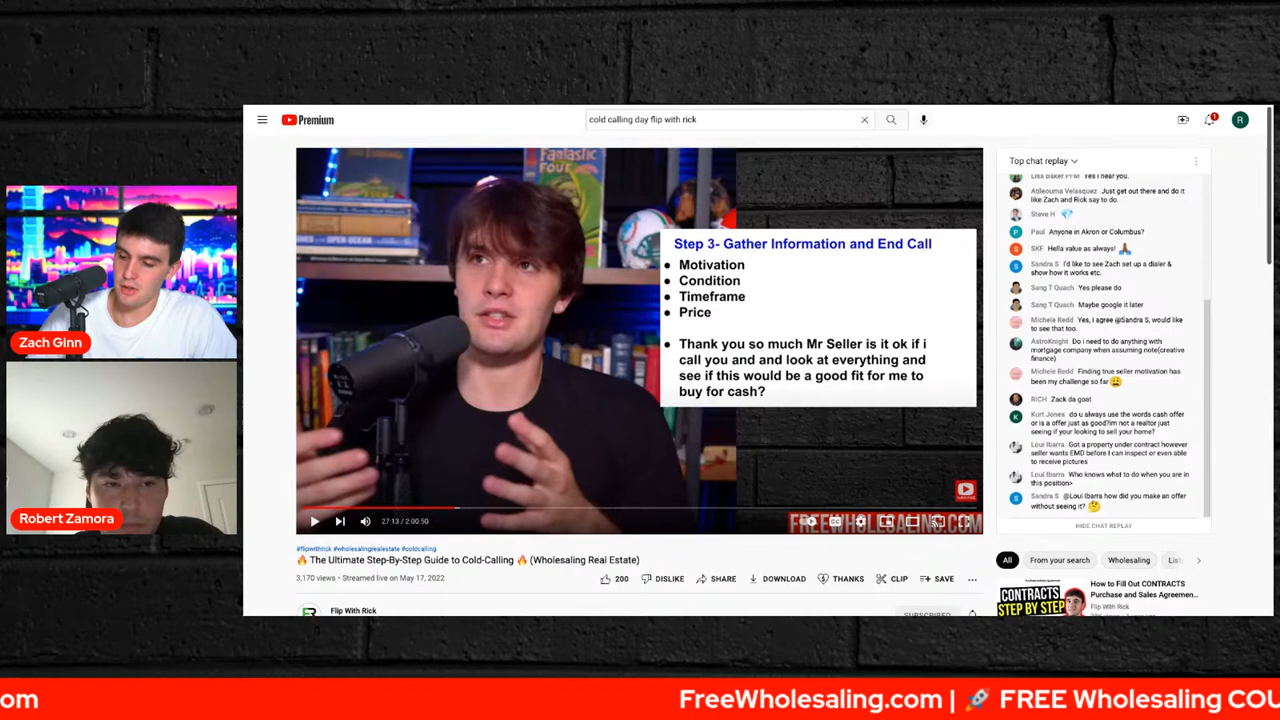 Premium
cold calling day flip with rick
1
R
FANTASTIC
FOUR
Step 3- Gather Information and End Call
Motivation
Condition
Timeframe
Price
Thank you so much Mr Seller is it ok if i
call you and and look at everything and
see if this would be a good fit for me to
buy for cash?
27:13 / 2:00:50
FREEWHOLESALING.COM
#flipwithrick #wholesalingrealestate #coldcalling
🔥 The Ultimate Step-By-Step Guide to Cold-Calling 🔥 (Wholesaling Real Estate)
3,170 views • Streamed live on May 17, 2022
200
DISLIKE
SHARE
DOWNLOAD
THANKS
CLIP
SAVE
Flip With Rick
SUBSCRIBED
Top chat replay
Lisa Baker FYM Yes I hear you.
Atileouma Velasquez Just get out there and do it
like Zach and Rick say to do.
Steve H 💎
Paul Anyone in Akron or Columbus?
SKF Hella value as always! 🙏🏾
Sandra S I'd like to see Zach set up a dialer &
show how it works etc.
Sang T Quach Yes please do
Sang T Quach Maybe google it later
Michele Redd Yes, I agree @Sandra S, would like
to see that too.
AstroKnight Do i need to do anything with
mortgage company when assuming note(creative
finance)
Michele Redd Finding true seller motivation has
been my challenge so far😩
RICH Zack da goat
Kurt Jones do u always use the words cash offer
or is a offer just as good?im not a realtor just
seeing if your looking to sell your home?
Loui Ibarra Got a property under contract however
seller wants EMD before I can inspect or even able
to receive pictures
Loui Ibarra Who knows what to do when you are in
this position>
Sandra S @Loui Ibarra how did you make an offer
without seeing it? 🤔
HIDE CHAT REPLAY
All
From your search
Wholesaling
CONTRACTS
STEP BY STEP
How to Fill Out CONTRACTS
Purchase and Sales Agreemen...
Flip With Rick
Zach Ginn
Robert Zamora
om
FreeWholesaling.com | 🚀 FREE Wholesaling COU